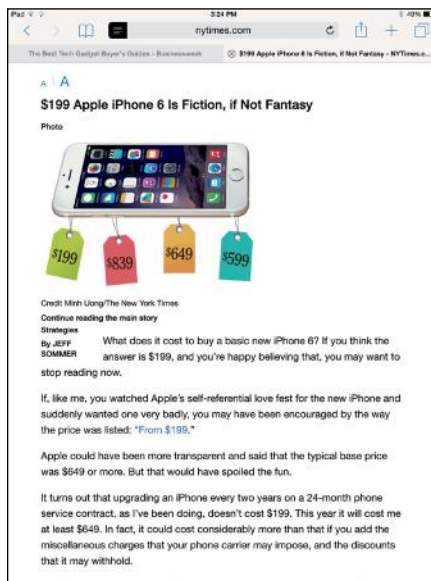 iPad
3:24 PM
49%
nytimes.com
The Best Tech Gadget Buyer's Guides - Businessweek
$199 Apple iPhone 6 Is Fiction, if Not Fantasy - NYTimes.c...
A | A
$199 Apple iPhone 6 Is Fiction, if Not Fantasy
Photo
$199
$839
$649
$599
Credit Minh Uong/The New York Times
Continue reading the main story
Strategies
By JEFF
SOMMER
What does it cost to buy a basic new iPhone 6? If you think the
answer is $199, and you're happy believing that, you may want to
stop reading now.
If, like me, you watched Apple's self-referential love fest for the new iPhone and
suddenly wanted one very badly, you may have been encouraged by the way
the price was listed: "From $199."
Apple could have been more transparent and said that the typical base price
was $649 or more. But that would have spoiled the fun.
It turns out that upgrading an iPhone every two years on a 24-month phone
service contract, as I've been doing, doesn't cost $199. This year it will cost me
at least $649. In fact, it could cost considerably more than that if you add the
miscellaneous charges that your phone carrier may impose, and the discounts
that it may withhold.